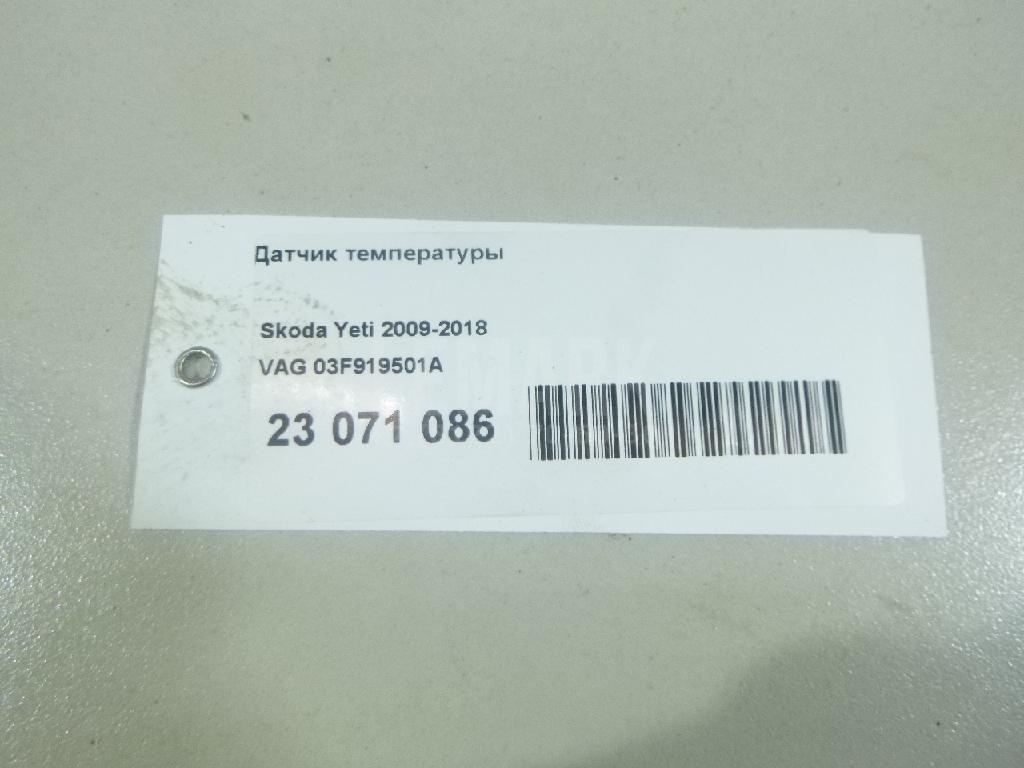 Датчик температуры
Skoda Yeti 2009-2018
VAG 03F919501A
23 071 086